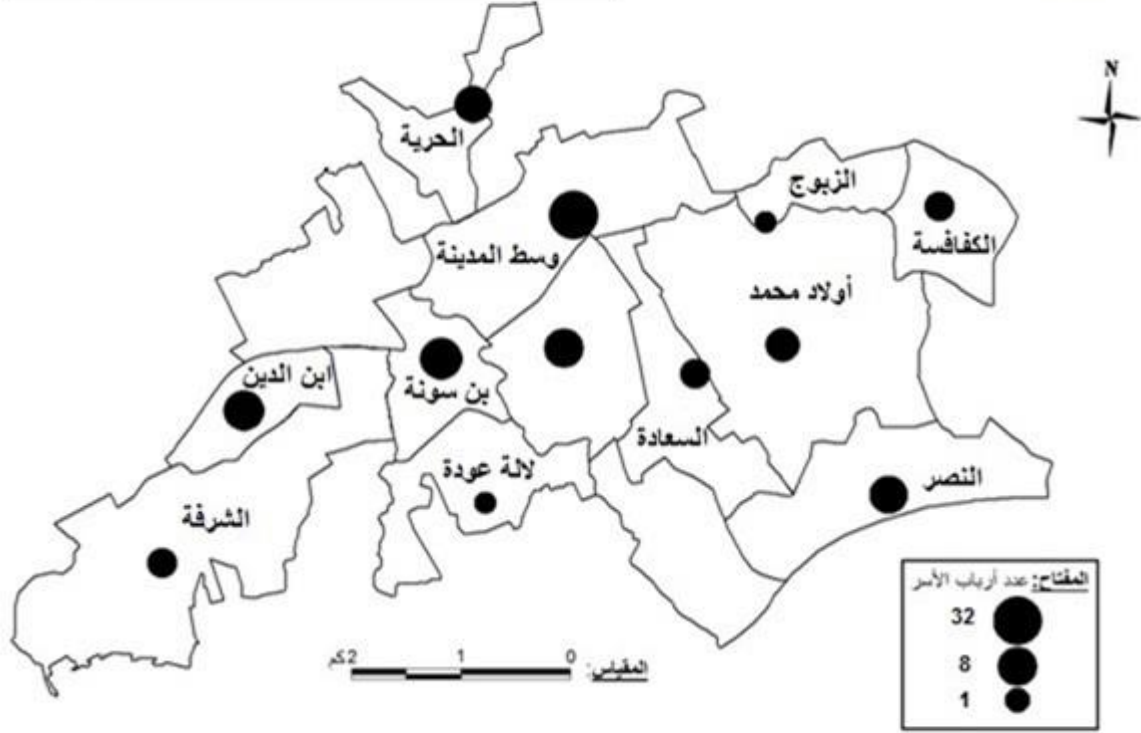 N
الحرية
الزبوج
الكفافسة
وسط المدينة
أولاد محمد
ابن الدين
بن سونة
السعادة
لالة عودة
النصر
الشرفة
المفتاح: عدد أرباب الأسر
32
8
1
المقياس: 0 1 2كم